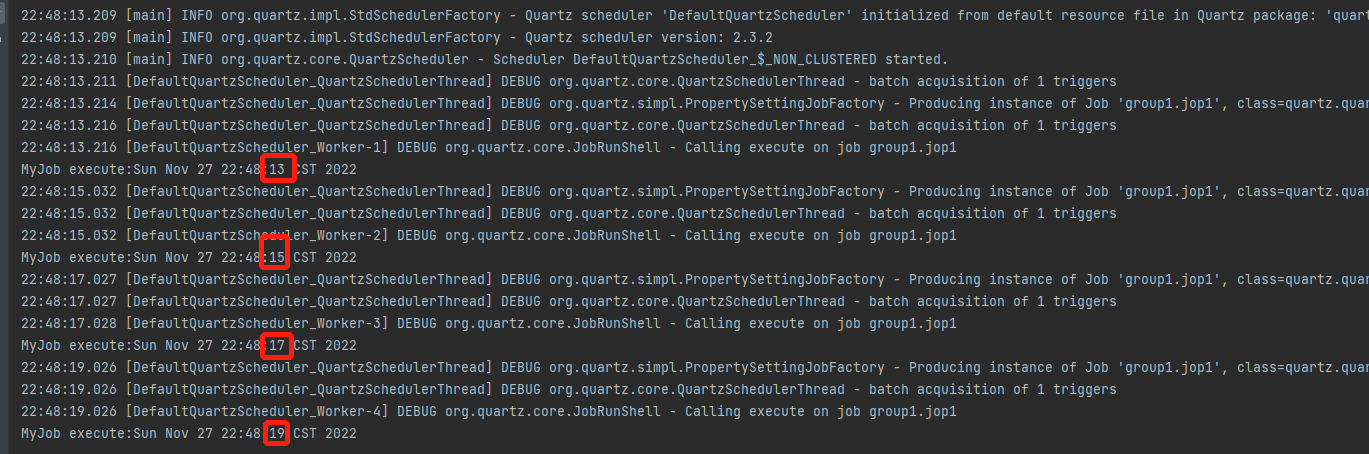 22:48:13.209 [main] INFO org.quartz.impl.StdSchedulerFactory - Quartz scheduler 'DefaultQuartzScheduler' initialized from default resource file in Quartz package: 'quart
22:48:13.209 [main] INFO org.quartz.impl.StdSchedulerFactory - Quartz scheduler version: 2.3.2
22:48:13.210 [main] INFO org.quartz.core.QuartzScheduler - Scheduler DefaultQuartzScheduler_$_NON_CLUSTERED started.
22:48:13.211 [DefaultQuartzScheduler_QuartzSchedulerThread] DEBUG org.quartz.core.QuartzSchedulerThread - batch acquisition of 1 triggers
22:48:13.214 [DefaultQuartzScheduler_QuartzSchedulerThread] DEBUG org.quartz.simpl.PropertySettingJobFactory - Producing instance of Job 'group1.jop1', class=quartz.quar
22:48:13.216 [DefaultQuartzScheduler_QuartzSchedulerThread] DEBUG org.quartz.core.QuartzSchedulerThread - batch acquisition of 1 triggers
22:48:13.216 [DefaultQuartzScheduler_Worker-1] DEBUG org.quartz.core.JobRunShell - Calling execute on job group1.jop1
MyJob execute:Sun Nov 27 22:48:13 CST 2022
22:48:15.032 [DefaultQuartzScheduler_QuartzSchedulerThread] DEBUG org.quartz.simpl.PropertySettingJobFactory - Producing instance of Job 'group1.jop1', class=quartz.quar
22:48:15.032 [DefaultQuartzScheduler_QuartzSchedulerThread] DEBUG org.quartz.core.QuartzSchedulerThread - batch acquisition of 1 triggers
22:48:15.032 [DefaultQuartzScheduler_Worker-2] DEBUG org.quartz.core.JobRunShell - Calling execute on job group1.jop1
MyJob execute:Sun Nov 27 22:48:15 CST 2022
22:48:17.027 [DefaultQuartzScheduler_QuartzSchedulerThread] DEBUG org.quartz.simpl.PropertySettingJobFactory - Producing instance of Job 'group1.jop1', class=quartz.quar
22:48:17.027 [DefaultQuartzScheduler_QuartzSchedulerThread] DEBUG org.quartz.core.QuartzSchedulerThread - batch acquisition of 1 triggers
22:48:17.028 [DefaultQuartzScheduler_Worker-3] DEBUG org.quartz.core.JobRunShell - Calling execute on job group1.jop1
MyJob execute:Sun Nov 27 22:48:17 CST 2022
22:48:19.026 [DefaultQuartzScheduler_QuartzSchedulerThread] DEBUG org.quartz.simpl.PropertySettingJobFactory - Producing instance of Job 'group1.jop1', class=quartz.quar
22:48:19.026 [DefaultQuartzScheduler_QuartzSchedulerThread] DEBUG org.quartz.core.QuartzSchedulerThread - batch acquisition of 1 triggers
22:48:19.026 [DefaultQuartzScheduler_Worker-4] DEBUG org.quartz.core.JobRunShell - Calling execute on job group1.jop1
MyJob execute:Sun Nov 27 22:48:19 CST 2022